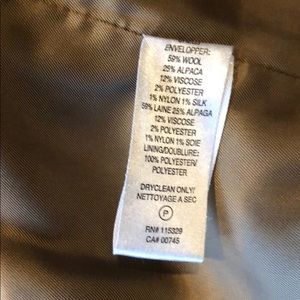 ENVELOPPER:
59% WOOL
25% ALPACA
12% VISCOSE
2% POLYESTER
1% NYLON 1% SILK
59% LAINE 25% ALPAGA
12% VISCOSE
2% POLYESTER
1% NYLON 1% SOIE
LINING/DOUBLURE:
100% POLYESTER/
POLYESTER
DRYCLEAN ONLY/
NETTOYAGE A SEC
P
RN# 115329
CA# 00745